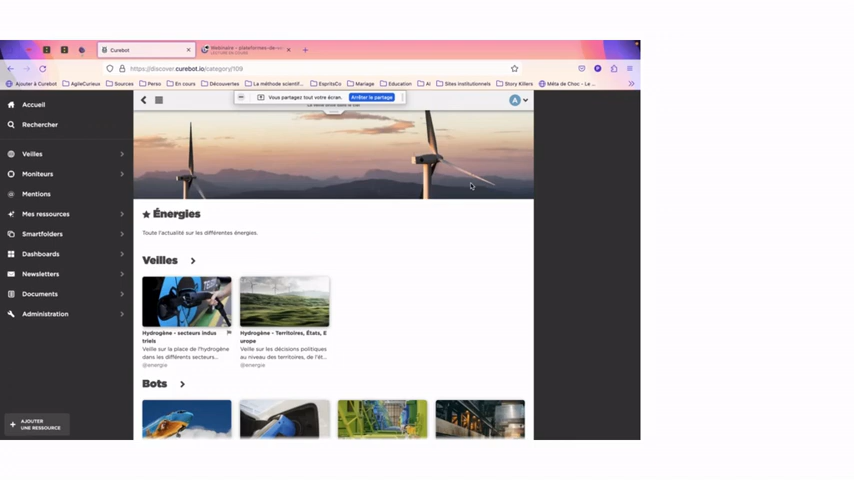 Curebot
Webinaire - plateformes-de-
LECTURE EN COURS
https://discover.curebot.io/category/109
Ajouter à Curebot
AgileCurieux
Sources
Perso
En cours
Découvertes
La méthode scientif...
EspritsCo
Mariage
Education
AI
Sites institutionnels
Story Killers
Méta de Choc - Le ...
Vous partagez tout votre écran.
Arrêter le partage
A
Accueil
Rechercher
Veilles
Moniteurs
Mentions
Mes ressources
Smartfolders
Dashboards
Newsletters
Documents
Administration
AJOUTER
UNE RESSOURCE
Énergies
Toute l'actualité sur les différentes énergies.
Veilles
Hydrogène - secteurs indus
triels
Veille sur la place de l'hydrogène
dans les différents secteurs...
@energie
Hydrogène - Territoires, États, E
urope
Veille sur les décisions politiques
au niveau des territoires, de l'ét...
@energie
Bots